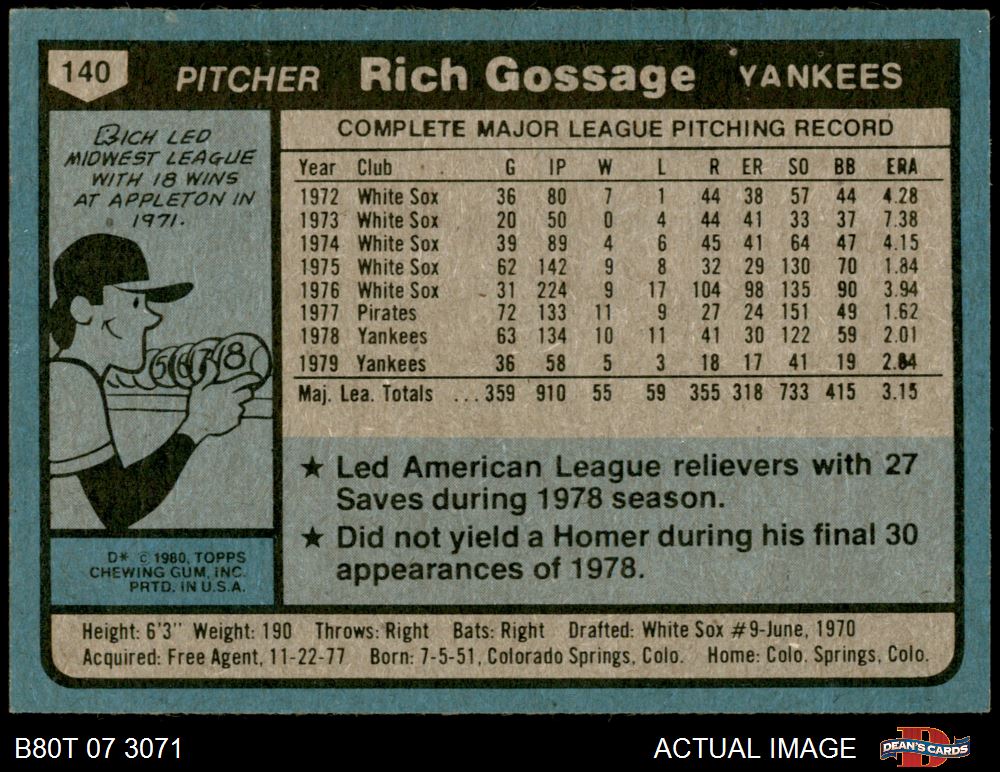 140 PITCHER Rich Gossage YANKEES
RICH LED
MIDWEST LEAGUE
WITH 18 WINS
AT APPLETON IN
1971.
5678
D* © 1980, TOPPS
CHEWING GUM, INC.
PRTD. IN U.S.A.
COMPLETE MAJOR LEAGUE PITCHING RECORD
Year Club G IP W L R ER SO BB ERA
1972 White Sox 36 80 7 1 44 38 57 44 4.28
1973 White Sox 20 50 0 4 44 41 33 37 7.38
1974 White Sox 39 89 4 6 45 41 64 47 4.15
1975 White Sox 62 142 9 8 32 29 130 70 1.84
1976 White Sox 31 224 9 17 104 98 135 90 3.94
1977 Pirates 72 133 11 9 27 24 151 49 1.62
1978 Yankees 63 134 10 11 41 30 122 59 2.01
1979 Yankees 36 58 5 3 18 17 41 19 2.64
Maj. Lea. Totals ... 359 910 55 59 355 318 733 415 3.15
★ Led American League relievers with 27
Saves during 1978 season.
★ Did not yield a Homer during his final 30
appearances of 1978.
Height: 6'3" Weight: 190 Throws: Right Bats: Right Drafted: White Sox #9-June, 1970
Acquired: Free Agent, 11-22-77 Born: 7-5-51, Colorado Springs, Colo. Home: Colo. Springs, Colo.
B80T 07 3071 ACTUAL IMAGE D DEAN'S CARDS